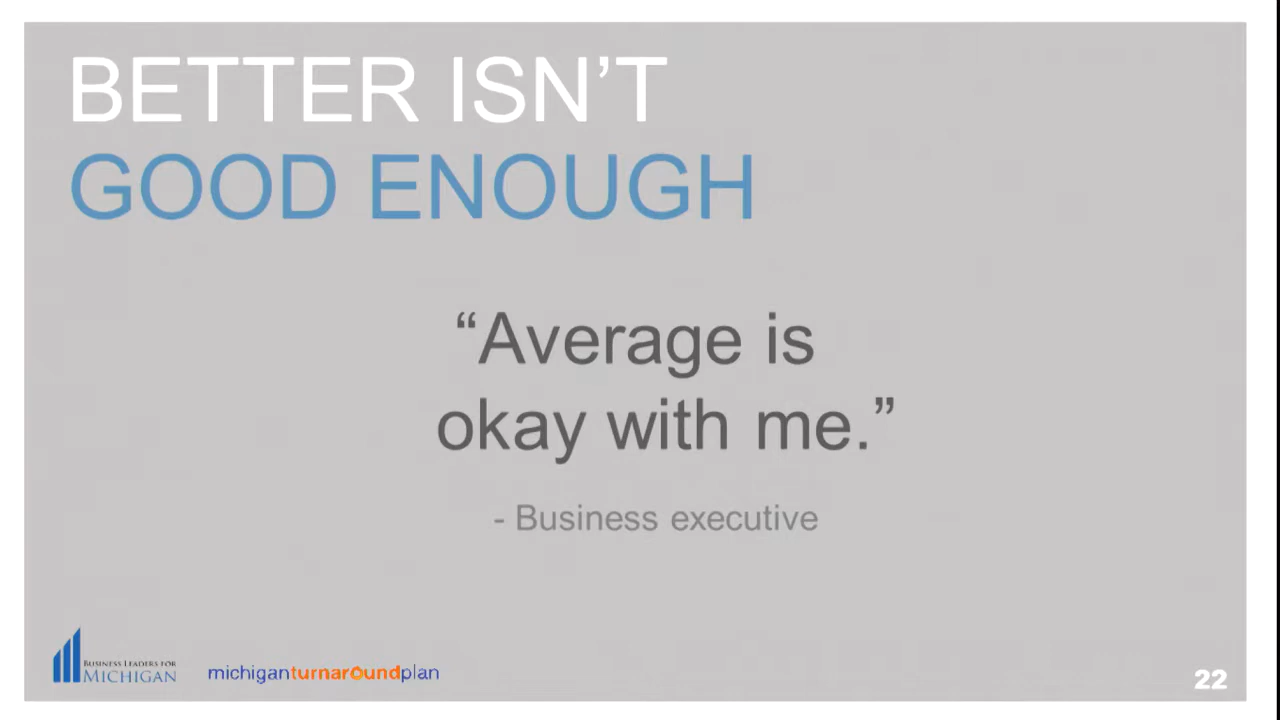 BETTER ISN’T
GOOD ENOUGH
“Average is
okay with me.”
- Business executive
BUSINESS LEADERS FOR
MICHIGAN
michiganturnaroundplan
22